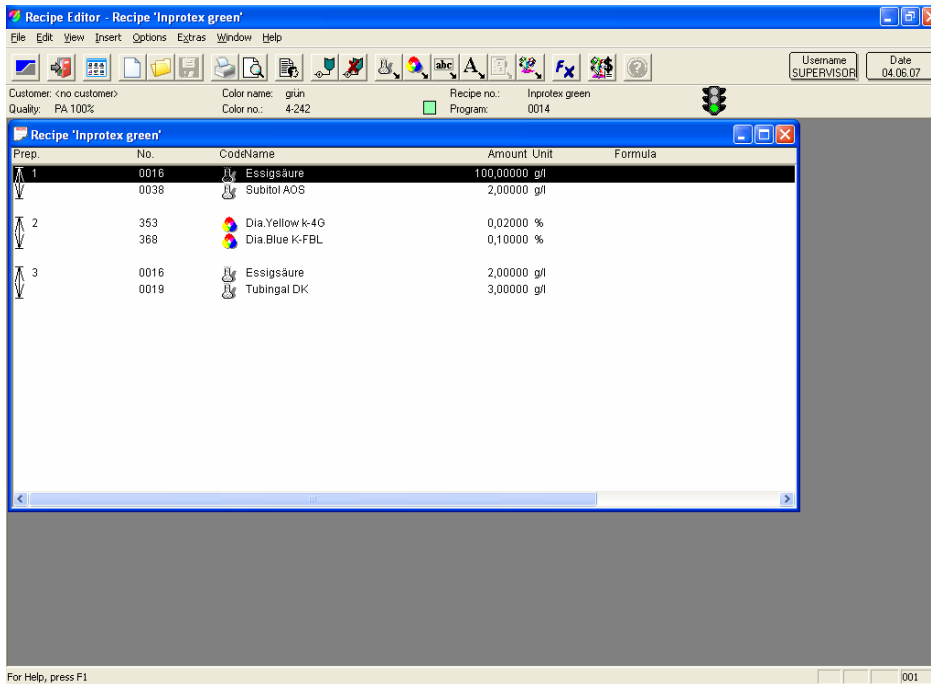 Recipe Editor - Recipe 'Inprotex green'
File Edit View Insert Options Extras Window Help
abc A Fx $ ?
Username SUPERVISOR
Date 04.06.07
Customer: <no customer> Color name: grün Recipe no.: Inprotex green
Quality: PA 100% Color no.: 4-242 Program: 0014
Recipe 'Inprotex green'
Prep. No. CodeName Amount Unit Formula
1 0016 Essigsäure 100,00000 g/l
0038 Subitol AOS 2,00000 g/l
2 353 Dia.Yellow k-4G 0,02000 %
368 Dia.Blue K-FBL 0,10000 %
3 0016 Essigsäure 2,00000 g/l
0019 Tubingal DK 3,00000 g/l
For Help, press F1 001